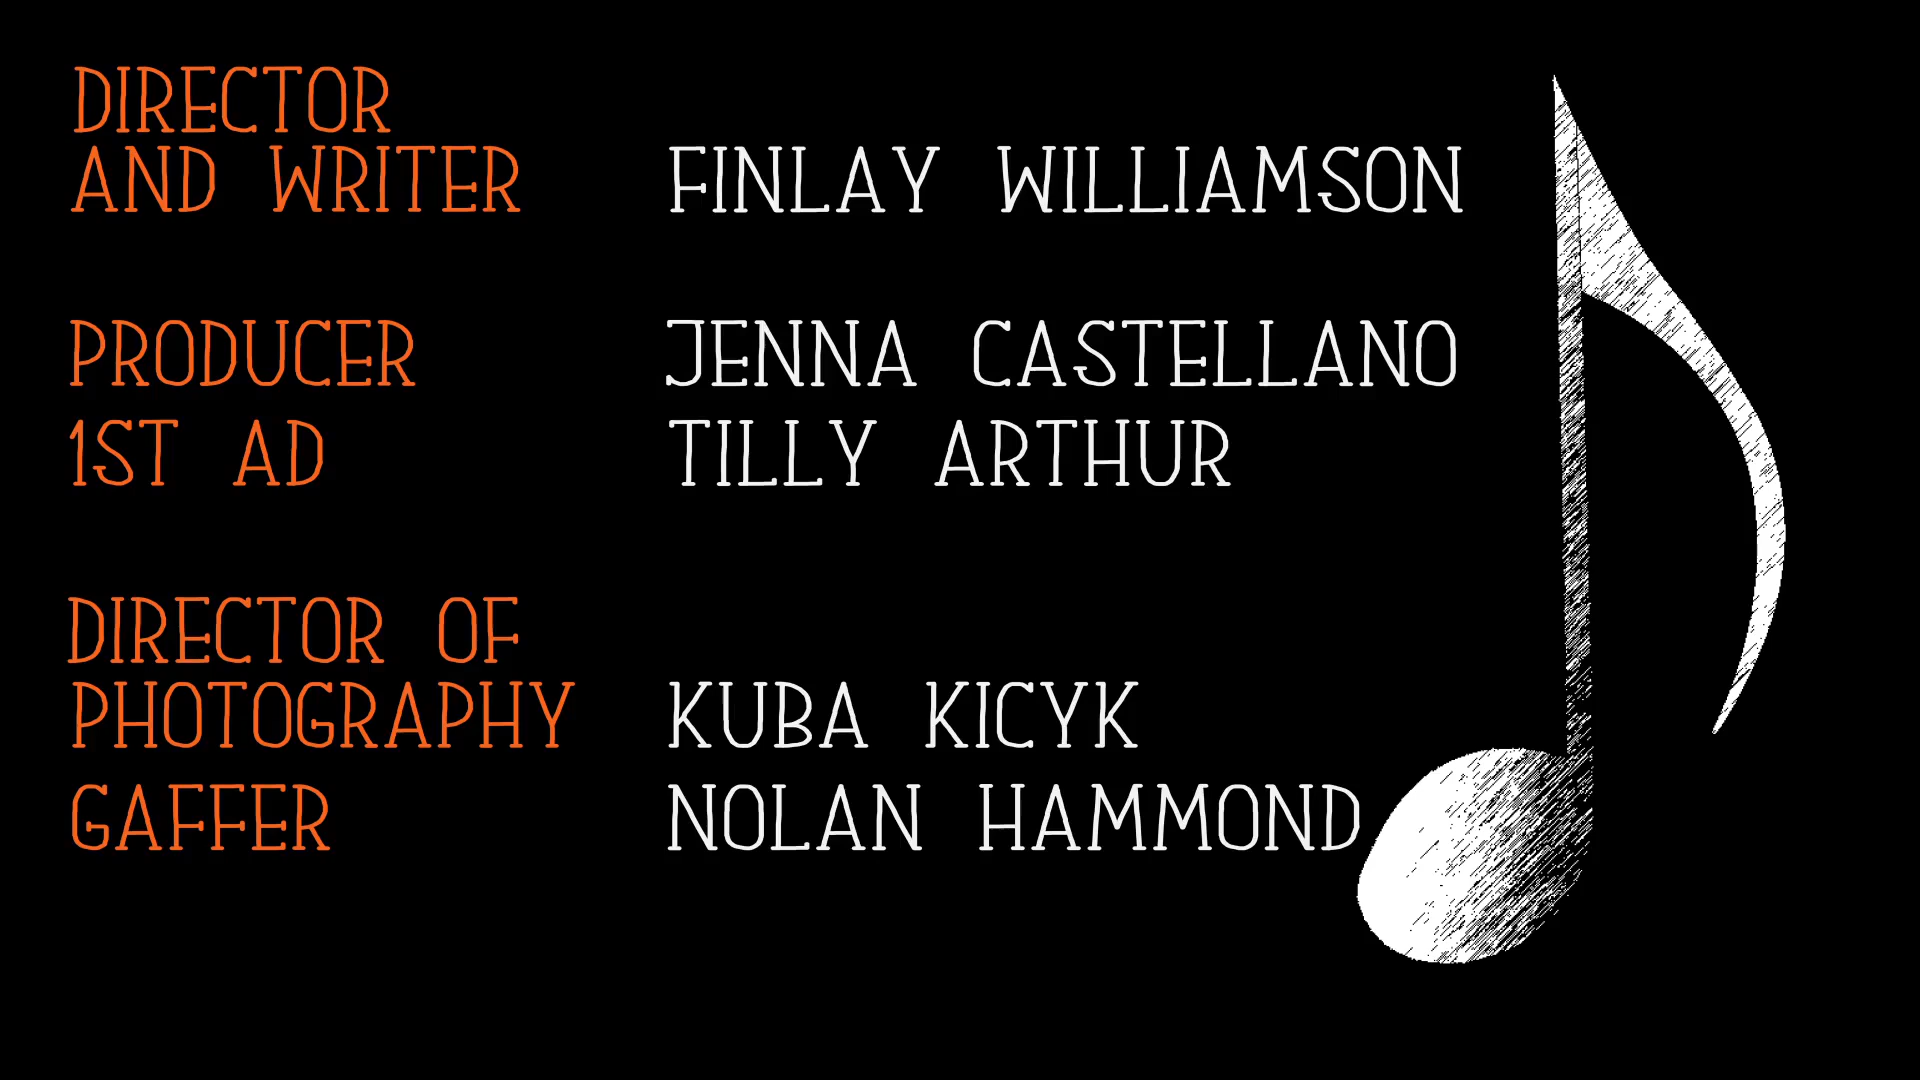 DIRECTOR
AND WRITER FINLAY WILLIAMSON
PRODUCER JENNA CASTELLANO
1ST AD TILLY ARTHUR
DIRECTOR OF
PHOTOGRAPHY KUBA KICYK
GAFFER NOLAN HAMMOND